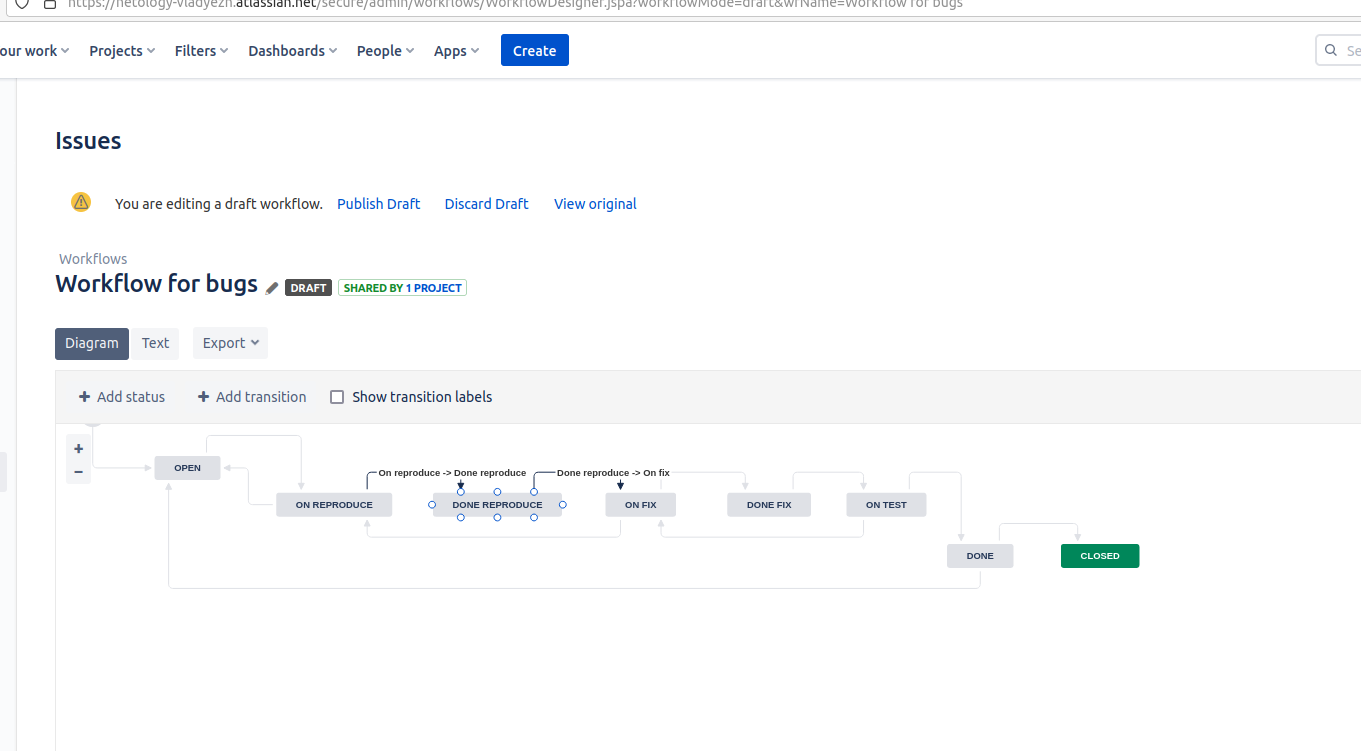 https://netology-vladyezh.atlassian.net/secure/admin/workflows/WorkflowDesigner.jspa?workflowMode=draft&wfName=Workflow for bugs
our work Projects Filters Dashboards People Apps Create Se
Issues
You are editing a draft workflow. Publish Draft Discard Draft View original
Workflows
Workflow for bugs DRAFT SHARED BY 1 PROJECT
Diagram Text Export
+ Add status + Add transition Show transition labels
+
−
OPEN
On reproduce -> Done reproduce Done reproduce -> On fix
ON REPRODUCE DONE REPRODUCE ON FIX DONE FIX ON TEST
DONE CLOSED